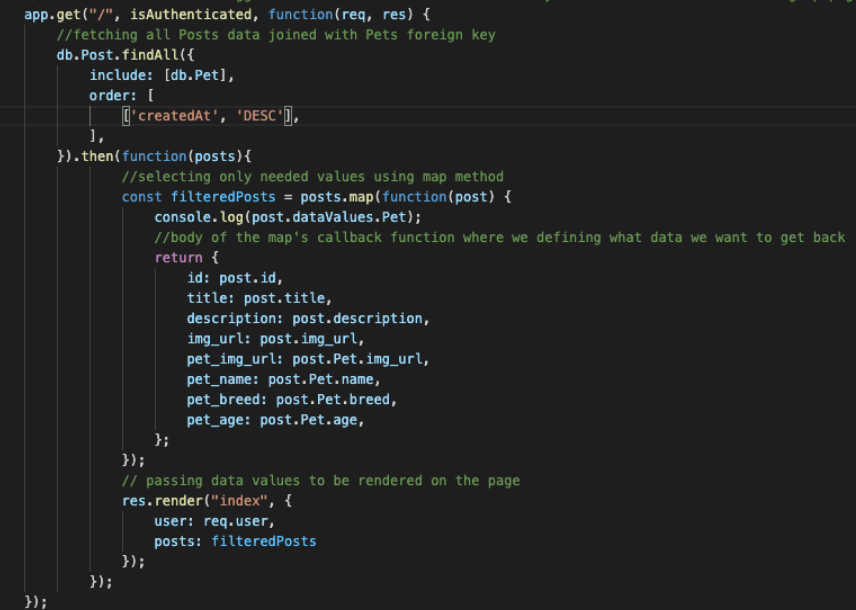 app.get("/", isAuthenticated, function(req, res) {
    //fetching all Posts data joined with Pets foreign key
    db.Post.findAll({
        include: [db.Pet],
        order: [
            ['createdAt', 'DESC'],
        ],
    }).then(function(posts){
            //selecting only needed values using map method
            const filteredPosts = posts.map(function(post) {
                console.log(post.dataValues.Pet);
                //body of the map's callback function where we defining what data we want to get back
                return {
                    id: post.id,
                    title: post.title,
                    description: post.description,
                    img_url: post.img_url,
                    pet_img_url: post.Pet.img_url,
                    pet_name: post.Pet.name,
                    pet_breed: post.Pet.breed,
                    pet_age: post.Pet.age,
                };
            });
            // passing data values to be rendered on the page
            res.render("index", {
                user: req.user,
                posts: filteredPosts
            });
        });
});